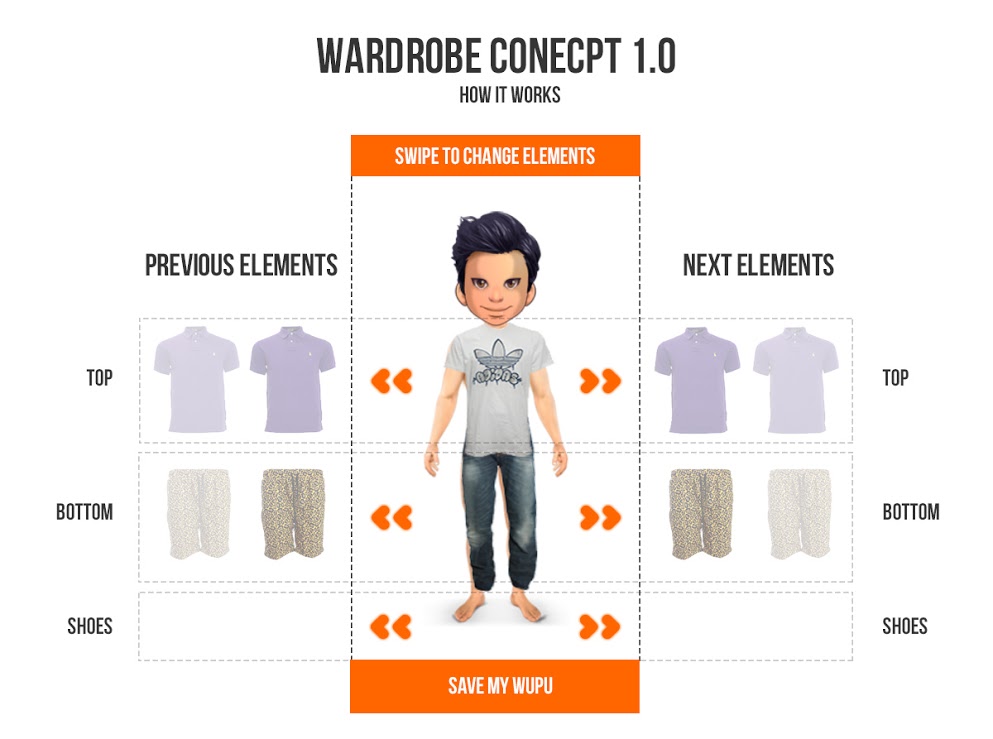 WARDROBE CONECPT 1.0
HOW IT WORKS
SWIPE TO CHANGE ELEMENTS
PREVIOUS ELEMENTS
NEXT ELEMENTS
TOP
adidas
TOP
BOTTOM
BOTTOM
SHOES
SHOES
SAVE MY WUPU